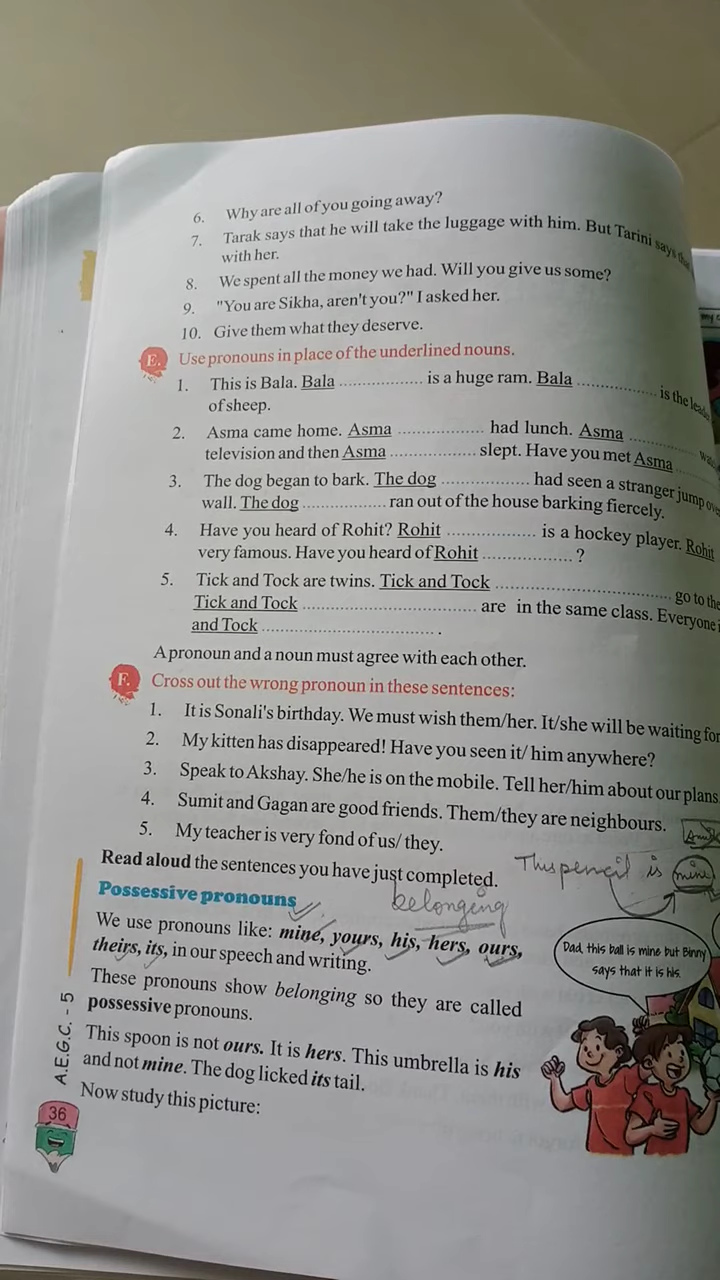 6. Why are all of you going away?
7. Tarak says that he will take the luggage with him. But Tarini says that
with her.
8. We spent all the money we had. Will you give us some?
9. "You are Sikha, aren't you?" I asked her.
10. Give them what they deserve.
E. Use pronouns in place of the underlined nouns.
1. This is Bala. Bala ................ is a huge ram. Bala ................ is the leader
of sheep.
2. Asma came home. Asma ................ had lunch. Asma ................
television and then Asma ................ slept. Have you met Asma
3. The dog began to bark. The dog ................ had seen a stranger jump over
wall. The dog ................ ran out of the house barking fiercely.
4. Have you heard of Rohit? Rohit ................ is a hockey player. Rohit
very famous. Have you heard of Rohit ................ ?
5. Tick and Tock are twins. Tick and Tock ................................ go to the
Tick and Tock ................................ are in the same class. Everyone
and Tock ................................ .
A pronoun and a noun must agree with each other.
F. Cross out the wrong pronoun in these sentences:
1. It is Sonali's birthday. We must wish them/her. It/she will be waiting for
2. My kitten has disappeared! Have you seen it/ him anywhere?
3. Speak to Akshay. She/he is on the mobile. Tell her/him about our plans.
4. Sumit and Gagan are good friends. Them/they are neighbours.
5. My teacher is very fond of us/ they.
Read aloud the sentences you have just completed.
This pencil is mine
Possessive pronouns
belonging
We use pronouns like: mine, yours, his, hers, ours,
theirs, its, in our speech and writing.
These pronouns show belonging so they are called
possessive pronouns.
This spoon is not ours. It is hers. This umbrella is his
and not mine. The dog licked its tail.
Now study this picture:
Dad, this ball is mine but Binny
says that it is his.
A.E.G.C. - 5
36